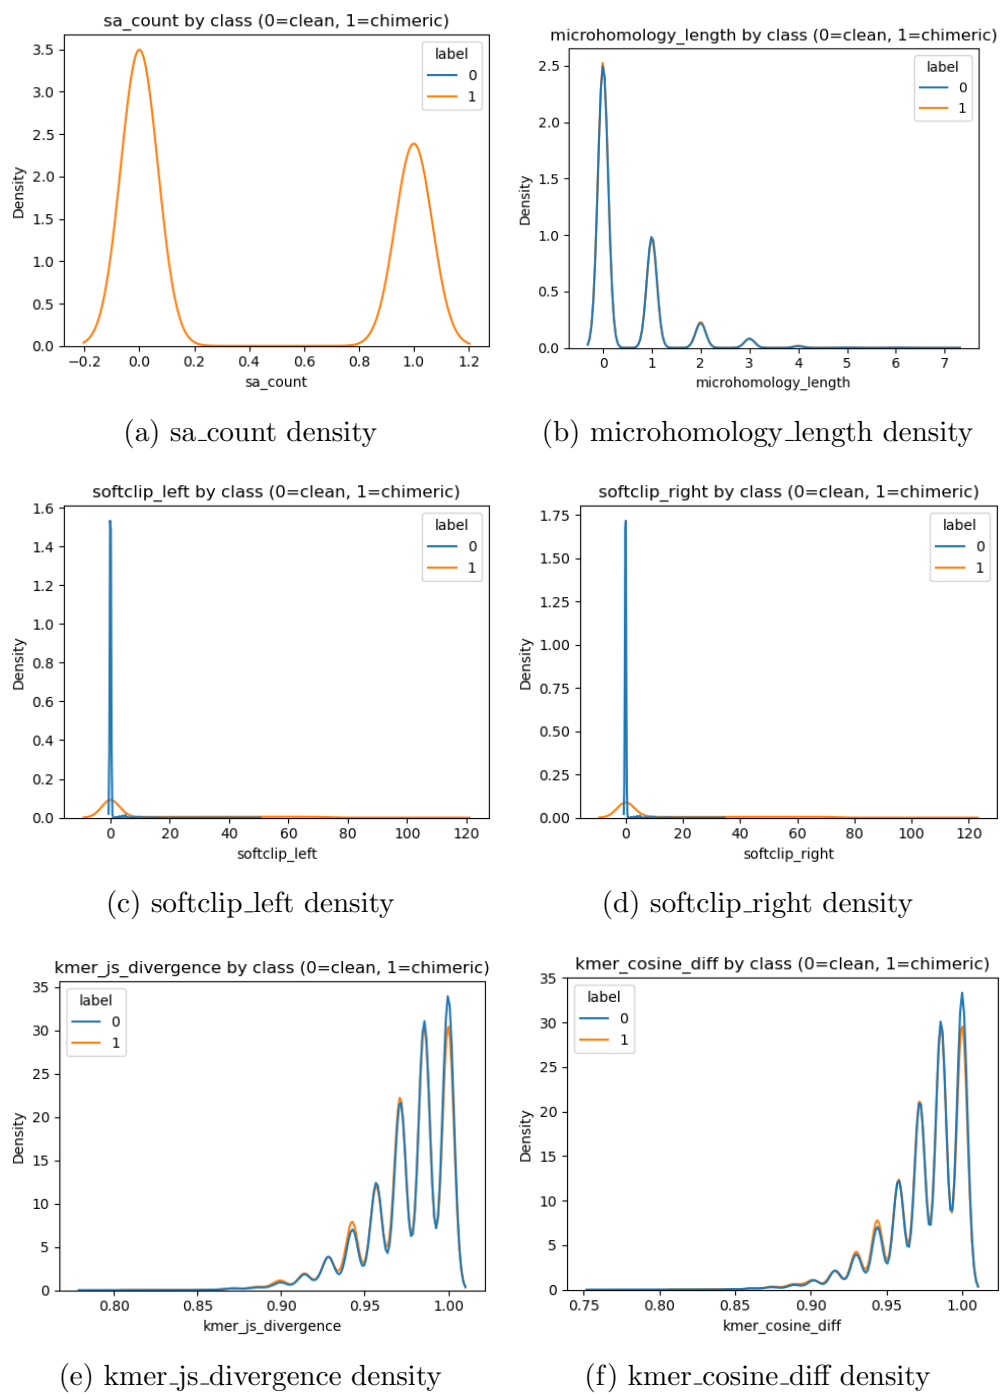 sa_count by class (0=clean, 1=chimeric)
label
0
1
Density
3.5
3.0
2.5
2.0
1.5
1.0
0.5
0.0
−0.2 0.0 0.2 0.4 0.6 0.8 1.0 1.2
sa_count
(a) sa_count density
microhomology_length by class (0=clean, 1=chimeric)
label
0
1
Density
2.5
2.0
1.5
1.0
0.5
0.0
0 1 2 3 4 5 6 7
microhomology_length
(b) microhomology_length density
softclip_left by class (0=clean, 1=chimeric)
label
0
1
Density
1.6
1.4
1.2
1.0
0.8
0.6
0.4
0.2
0.0
0 20 40 60 80 100 120
softclip_left
(c) softclip_left density
softclip_right by class (0=clean, 1=chimeric)
label
0
1
Density
1.75
1.50
1.25
1.00
0.75
0.50
0.25
0.00
0 20 40 60 80 100 120
softclip_right
(d) softclip_right density
kmer_js_divergence by class (0=clean, 1=chimeric)
label
0
1
Density
35
30
25
20
15
10
5
0
0.80 0.85 0.90 0.95 1.00
kmer_js_divergence
(e) kmer_js_divergence density
kmer_cosine_diff by class (0=clean, 1=chimeric)
label
0
1
Density
35
30
25
20
15
10
5
0
0.75 0.80 0.85 0.90 0.95 1.00
kmer_cosine_diff
(f) kmer_cosine_diff density